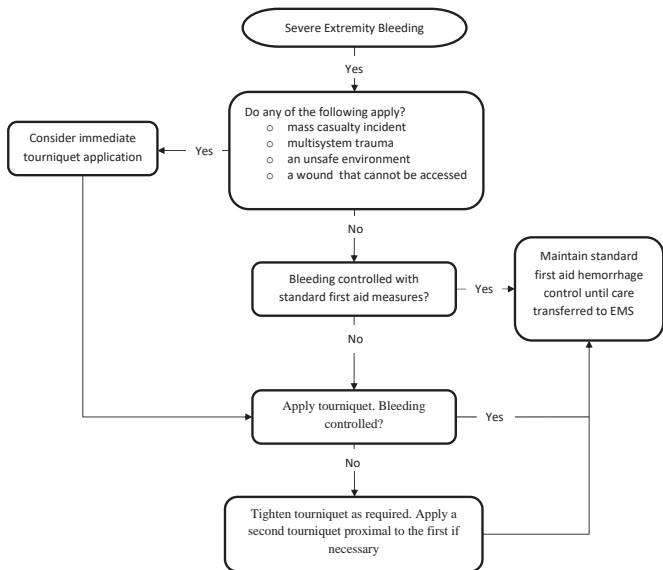 Severe Extremity Bleeding
Yes
Do any of the following apply?
o mass casualty incident
o multisystem trauma
o an unsafe environment
o a wound that cannot be accessed
Yes
Consider immediate
tourniquet application
No
Bleeding controlled with
standard first aid measures?
Yes
Maintain standard
first aid hemorrhage
control until care
transferred to EMS
No
Apply tourniquet. Bleeding
controlled?
Yes
No
Tighten tourniquet as required. Apply a
second tourniquet proximal to the first if
necessary